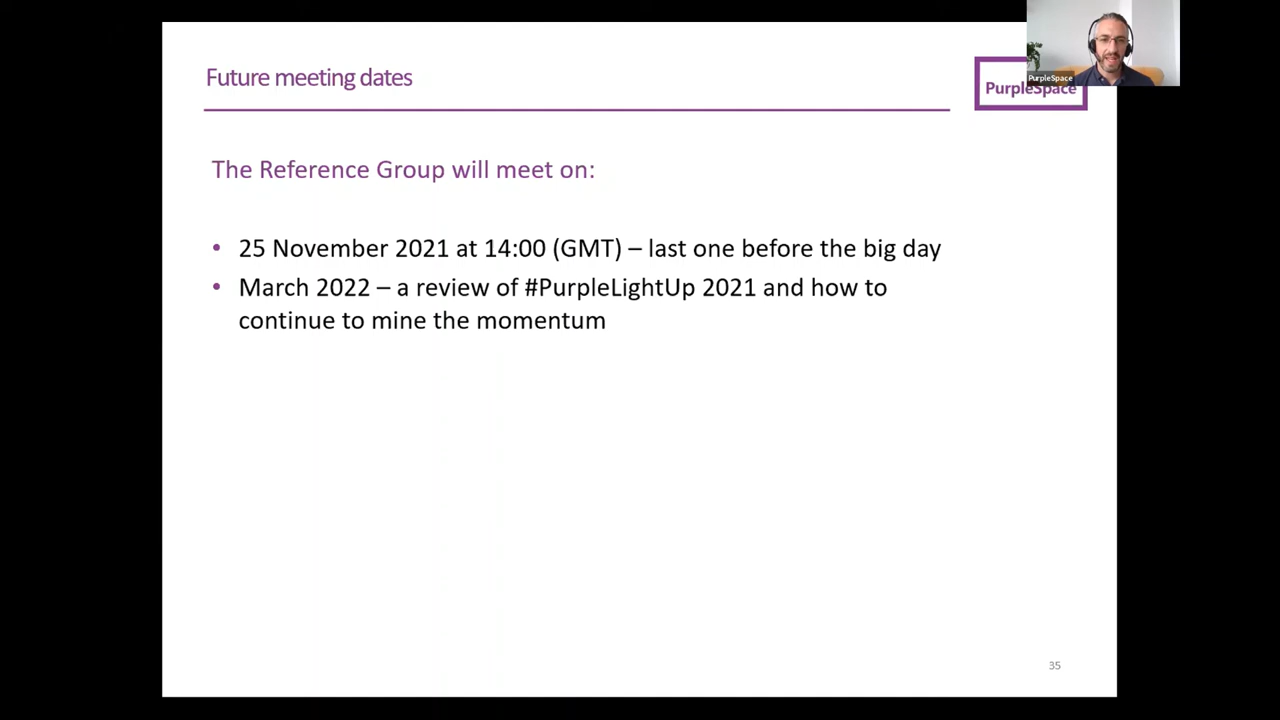 Future meeting dates
PurpleSpace
PurpleSpace
The Reference Group will meet on:
• 25 November 2021 at 14:00 (GMT) – last one before the big day
• March 2022 – a review of #PurpleLightUp 2021 and how to
continue to mine the momentum
35